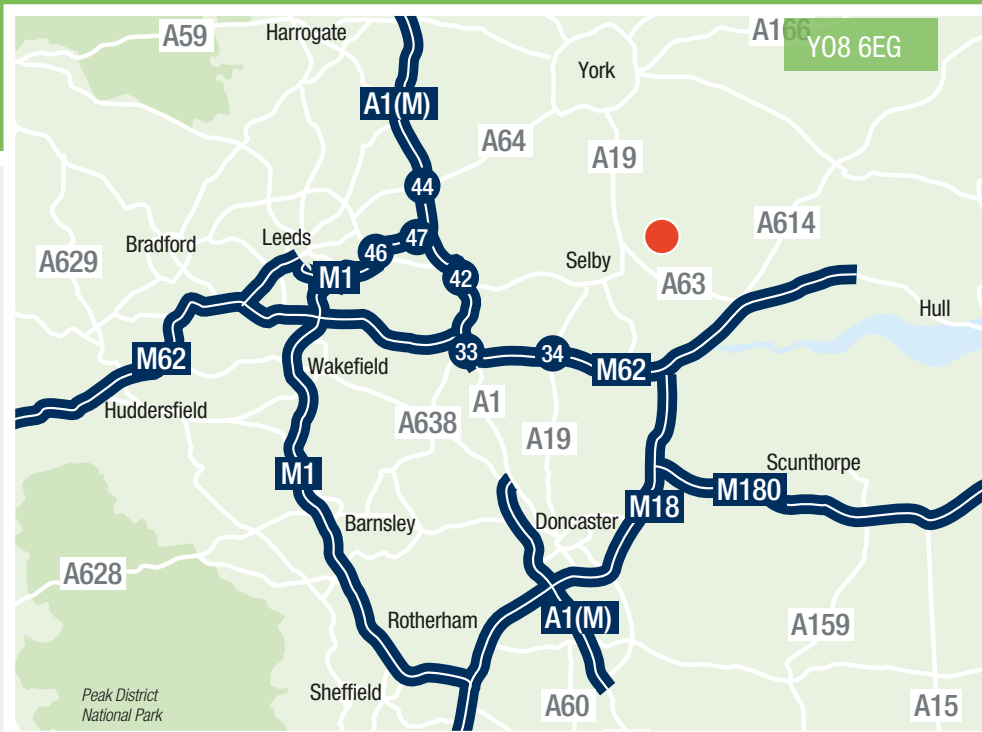 A59
Harrogate
A166
YO8 6EG
York
A1(M)
A64
A19
44
A614
Bradford
Leeds
46
47
A629
M1
42
Selby
A63
Hull
M62
Wakefield
33
34
M62
Huddersfield
A1
A638
A19
M1
Scunthorpe
M180
Barnsley
Doncaster
M18
A628
Rotherham
A1(M)
A159
Sheffield
Peak District
National Park
A60
A15